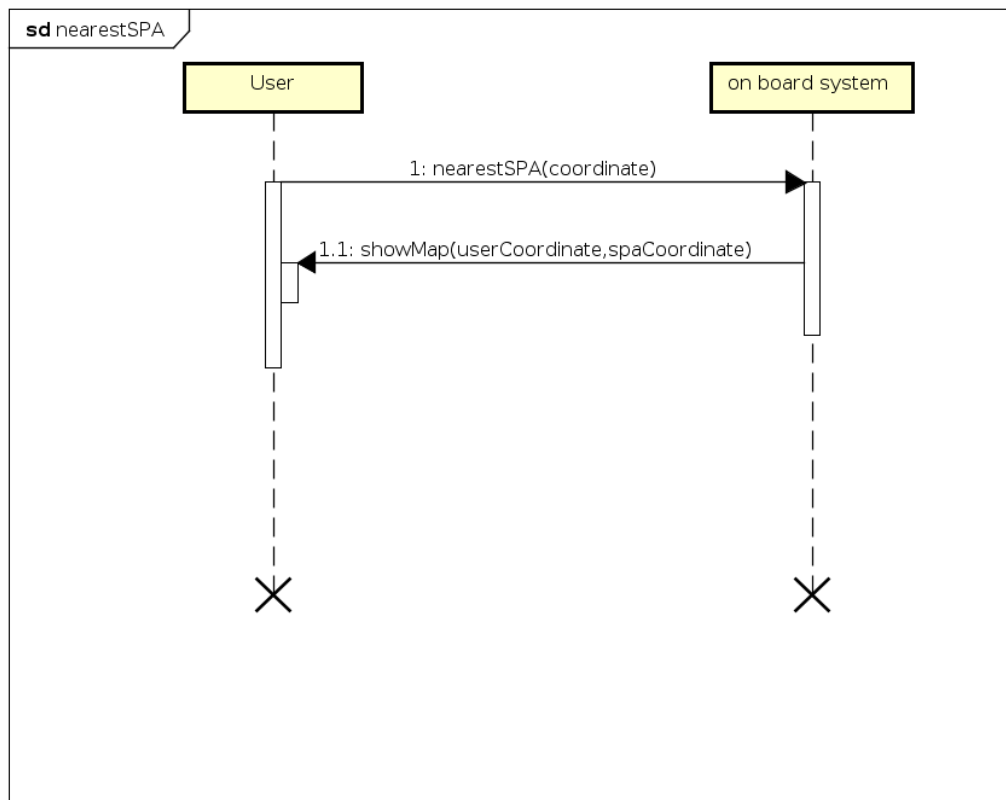 sd nearestSPA
User
on board system
1: nearestSPA(coordinate)
1.1: showMap(userCoordinate,spaCoordinate)